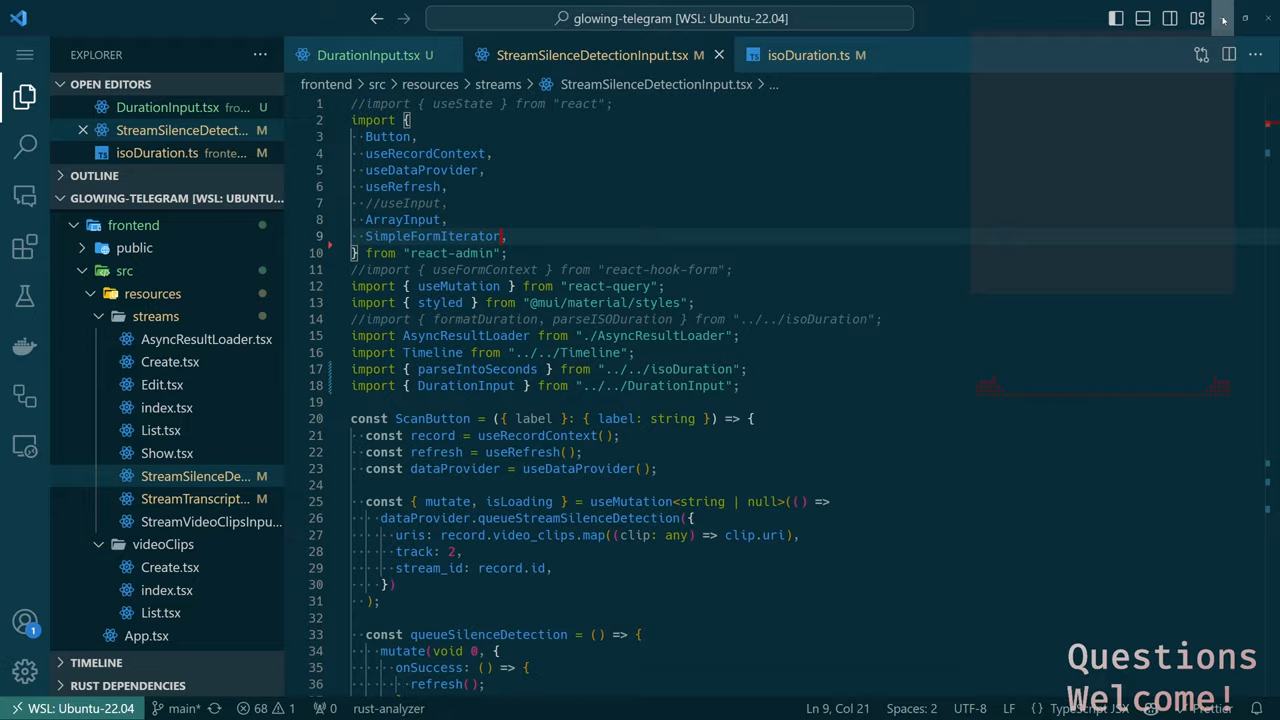 glowing-telegram [WSL: Ubuntu-22.04]
EXPLORER
DurationInput.tsx U
StreamSilenceDetectionInput.tsx M
isoDuration.ts M
OPEN EDITORS
DurationInput.tsx fro... U
StreamSilenceDetect... M
isoDuration.ts fronte... M
OUTLINE
GLOWING-TELEGRAM [WSL: UBUNTU-22.04]
frontend
public
src
resources
streams
AsyncResultLoader.tsx
Create.tsx
Edit.tsx
index.tsx
List.tsx
Show.tsx
StreamSilenceDe... M
StreamTranscript... M
StreamVideoClipsInpu...
videoClips
Create.tsx
index.tsx
List.tsx
App.tsx
TIMELINE
RUST DEPENDENCIES
frontend > src > resources > streams > StreamSilenceDetectionInput.tsx > ...
1 //import { useState } from "react";
2 import {
3 Button,
4 useRecordContext,
5 useDataProvider,
6 useRefresh,
7 //useInput,
8 ArrayInput,
9 SimpleFormIterator,
10 } from "react-admin";
11 //import { useFormContext } from "react-hook-form";
12 import { useMutation } from "react-query";
13 import { styled } from "@mui/material/styles";
14 //import { formatDuration, parseISODuration } from "../../isoDuration";
15 import AsyncResultLoader from "./AsyncResultLoader";
16 import Timeline from "../../Timeline";
17 import { parseIntoSeconds } from "../../isoDuration";
18 import { DurationInput } from "../../DurationInput";
19
20 const ScanButton = ({ label }: { label: string }) => {
21 const record = useRecordContext();
22 const refresh = useRefresh();
23 const dataProvider = useDataProvider();
24
25 const { mutate, isLoading } = useMutation<string | null>(() =>
26 dataProvider.queueStreamSilenceDetection({
27 uris: record.video_clips.map((clip: any) => clip.uri),
28 track: 2,
29 stream_id: record.id,
30 })
31 );
32
33 const queueSilenceDetection = () => {
34 mutate(void 0, {
35 onSuccess: () => {
36 refresh();
Questions
Welcome!
1
WSL: Ubuntu-22.04
main*
68
1
0
rust-analyzer
Ln 9, Col 21
Spaces: 2
UTF-8
LF
{} TypeScript JSX
Prettier